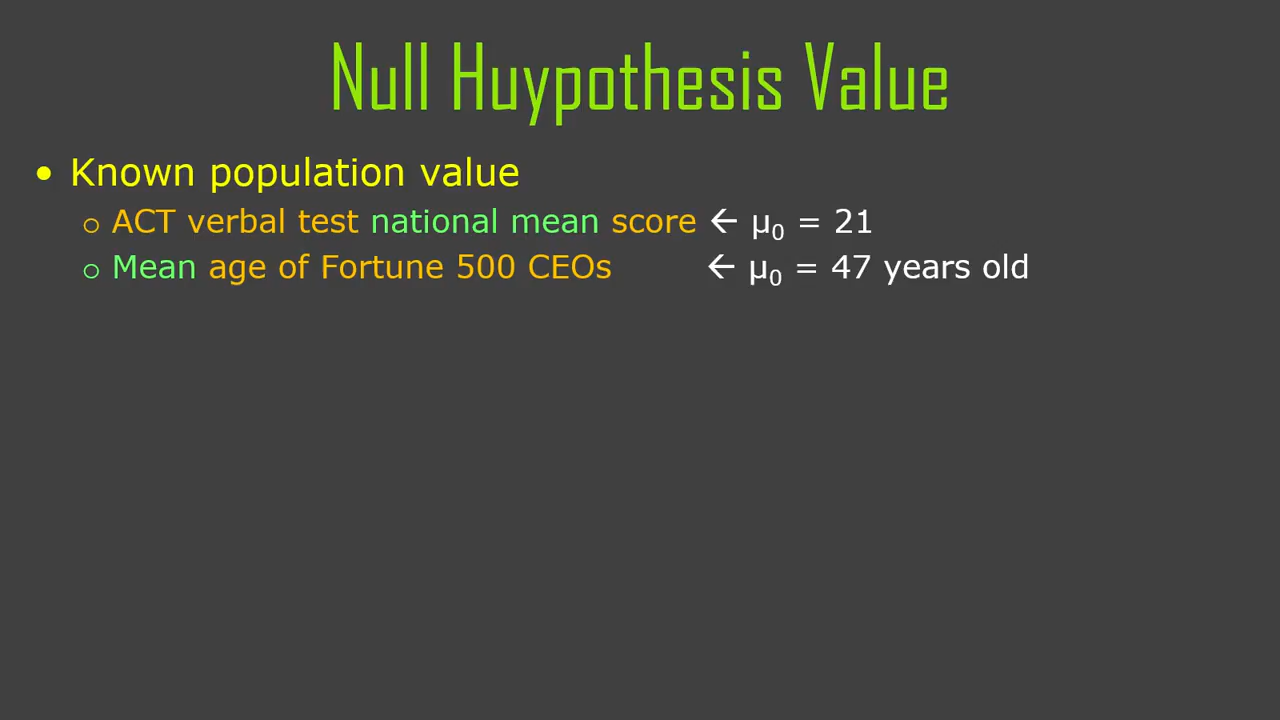 Null Huypothesis Value
• Known population value
o ACT verbal test national mean score ← μ₀ = 21
o Mean age of Fortune 500 CEOs ← μ₀ = 47 years old